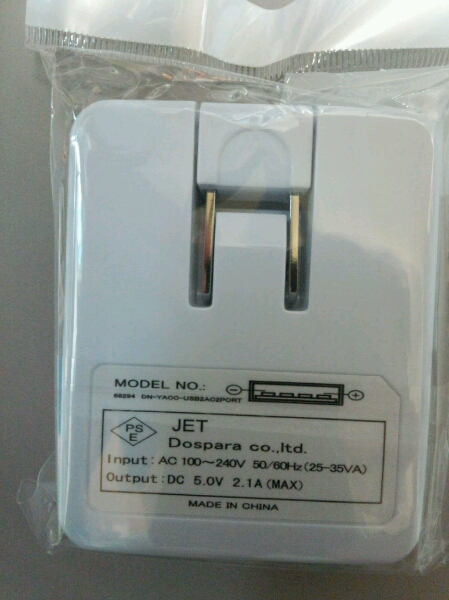 MODEL NO.:
68294 DN-YAOO-USB2AO2PORT
PS
E
JET
Dospara co.,ltd.
Input: AC 100～240V 50/60Hz(25-35VA)
Output: DC 5.0V 2.1A(MAX)
MADE IN CHINA